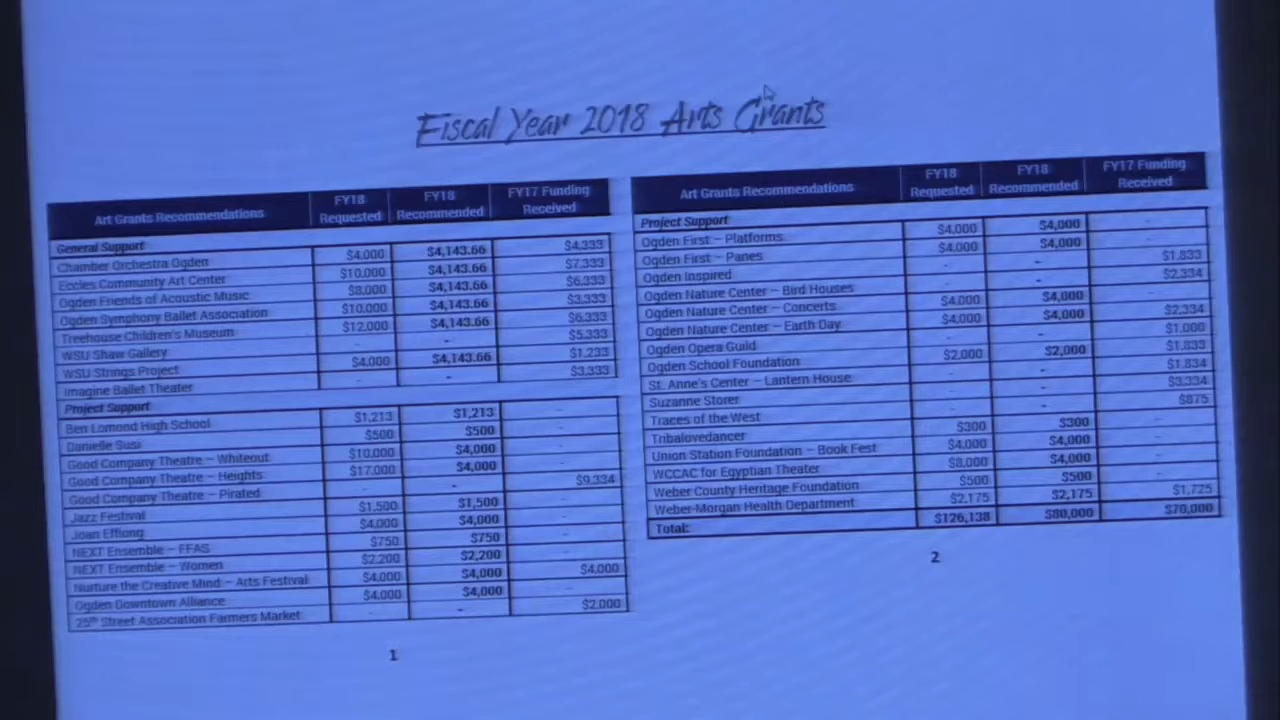 Fiscal Year 2018 Arts Grants
Art Grants Recommendations FY18 Requested FY18 Recommended FY17 Funding Received
General Support
Chamber Orchestra Ogden $4,000 $4,143.66 $4,333
Eccles Community Art Center $10,000 $4,143.66 $7,333
Ogden Friends of Acoustic Music $8,000 $4,143.66 $6,333
Ogden Symphony Ballet Association $10,000 $4,143.66 $3,333
Treehouse Children's Museum $12,000 $4,143.66 $6,333
WSU Shaw Gallery - - $5,333
WSU Strings Project $4,000 $4,143.66 $1,233
Imagine Ballet Theater - - $3,333
Project Support
Ben Lomond High School $1,213 $1,213 -
Danielle Susi $500 $500 -
Good Company Theatre – Whiteout $10,000 $4,000 -
Good Company Theatre – Heights $17,000 $4,000 -
Good Company Theatre – Pirated - - $9,334
Jazz Festival $1,500 $1,500 -
Joan Effiong $4,000 $4,000 -
NEXT Ensemble – FFAS $750 $750 -
NEXT Ensemble – Women $2,200 $2,200 -
Nurture the Creative Mind – Arts Festival $4,000 $4,000 $4,000
Ogden Downtown Alliance $4,000 $4,000 -
25th Street Association Farmers Market - - $2,000
1
Art Grants Recommendations FY18 Requested FY18 Recommended FY17 Funding Received
Project Support
Ogden First – Platforms $4,000 $4,000 -
Ogden First – Panes $4,000 $4,000 -
Ogden Inspired - - $1,833
Ogden Nature Center – Bird Houses - - $2,334
Ogden Nature Center – Concerts $4,000 $4,000 -
Ogden Nature Center – Earth Day $4,000 $4,000 $2,334
Ogden Opera Guild - - $1,000
Ogden School Foundation $2,000 $2,000 $1,833
St. Anne's Center – Lantern House - - $1,834
Suzanne Storer - - $3,334
Traces of the West - - $875
Tribalovedancer $300 $300 -
Union Station Foundation – Book Fest $4,000 $4,000 -
WCCAC for Egyptian Theater $8,000 $4,000 -
Weber County Heritage Foundation $500 $500 -
Weber-Morgan Health Department $2,175 $2,175 $1,725
Total: $126,138 $80,000 $70,000
2